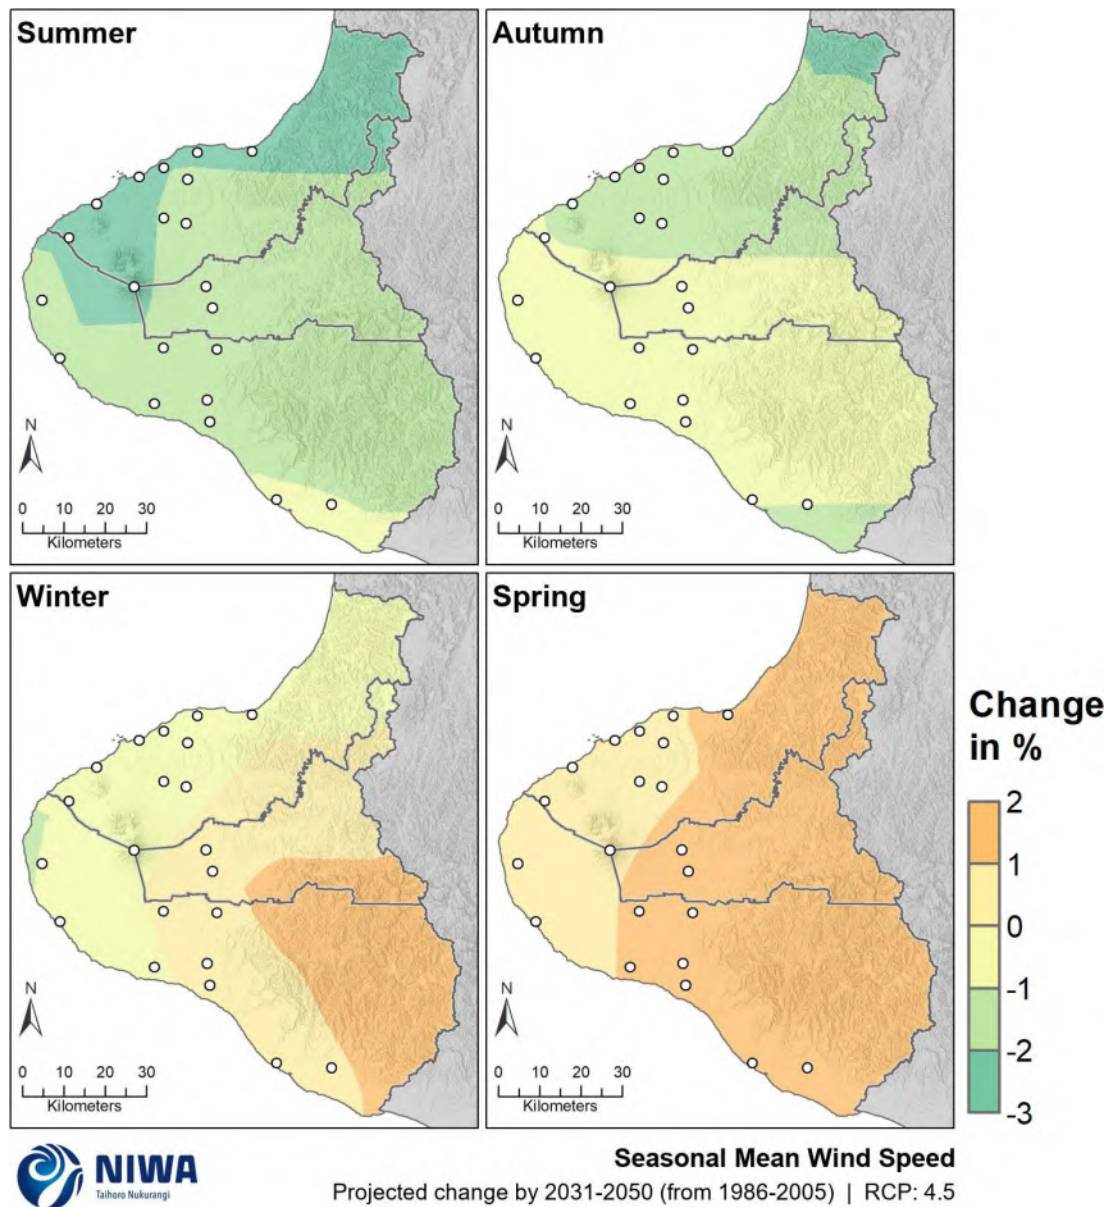 Summer
N
0 10 20 30
Kilometers
Autumn
N
0 10 20 30
Kilometers
Winter
N
0 10 20 30
Kilometers
Spring
N
0 10 20 30
Kilometers
Change
in %
2
1
0
-1
-2
-3
NIWA
Taihoro Nukurangi
Seasonal Mean Wind Speed
Projected change by 2031-2050 (from 1986-2005) | RCP: 4.5